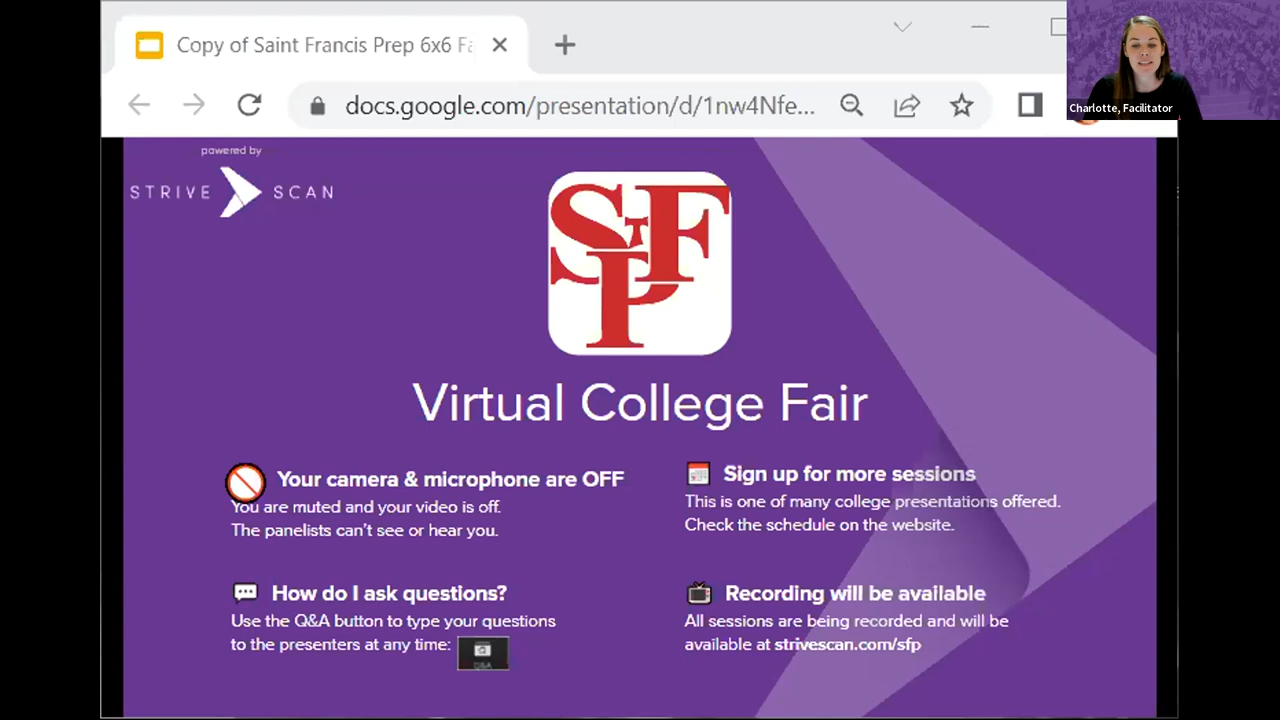 Copy of Saint Francis Prep 6x6 Fa
docs.google.com/presentation/d/1nw4Nfe...
Charlotte, Facilitator
powered by
STRIVE SCAN
STFP
Virtual College Fair
Your camera & microphone are OFF
You are muted and your video is off.
The panelists can't see or hear you.
Sign up for more sessions
This is one of many college presentations offered.
Check the schedule on the website.
How do I ask questions?
Use the Q&A button to type your questions
to the presenters at any time:
Q&A
Recording will be available
All sessions are being recorded and will be
available at strivescan.com/sfp